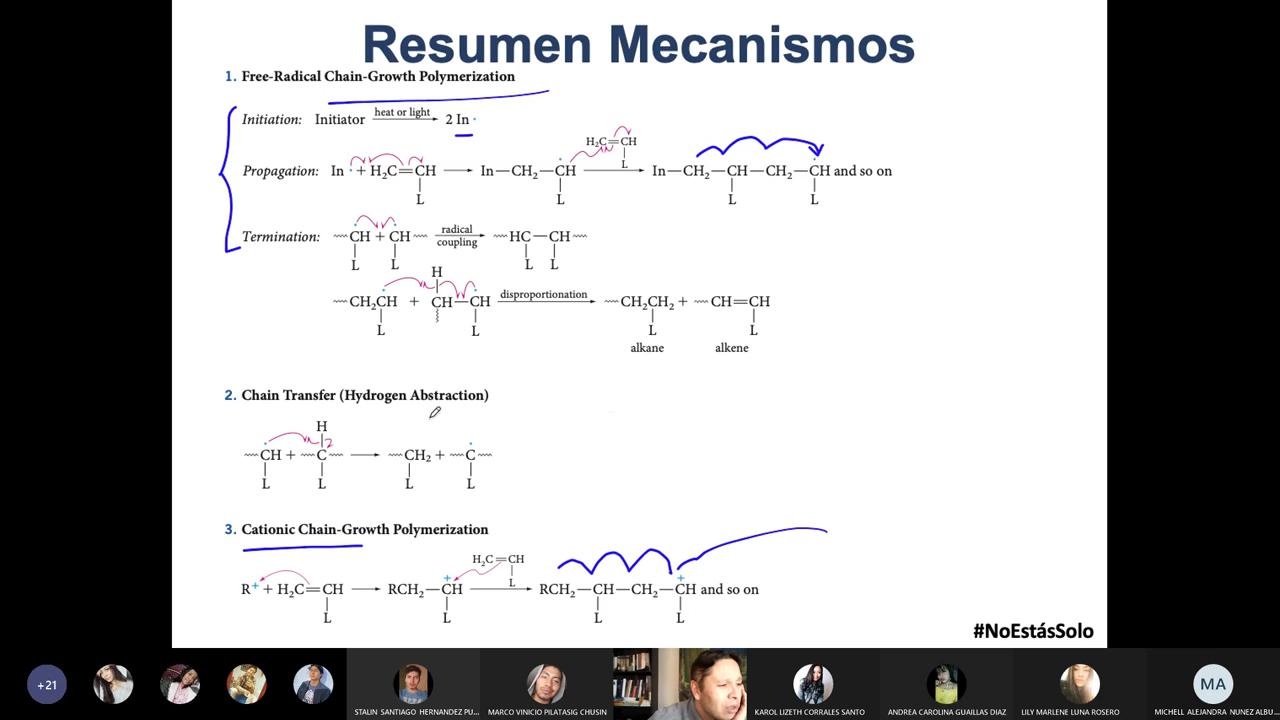 Resumen Mecanismos
1. Free-Radical Chain-Growth Polymerization
Initiation: Initiator heat or light 2 In·
H₂C=CH
L
Propagation: In · + H₂C=CH In—CH₂—CH In—CH₂—CH—CH₂—CH and so on
L L L L
Termination: CH + CH radical coupling HC—CH
L L L L
H
CH₂CH + CH—CH disproportionation CH₂CH₂ + CH=CH
L L L L
alkane alkene
2. Chain Transfer (Hydrogen Abstraction)
H
CH + C CH₂ + C
L L L L
3. Cationic Chain-Growth Polymerization
H₂C=CH
L
R⁺ + H₂C=CH RCH₂—CH RCH₂—CH—CH₂—CH and so on
+ +
L L L L
#NoEstásSolo
+21
STALIN SANTIAGO HERNANDEZ PU...
MARCO VINICIO PILATASIG CHUSIN
KAROL LIZETH CORRALES SANTO
ANDREA CAROLINA GUAILLAS DIAZ
LILY MARLENE LUNA ROSERO
MA
MICHELL ALEJANDRA NUNEZ ALBU...